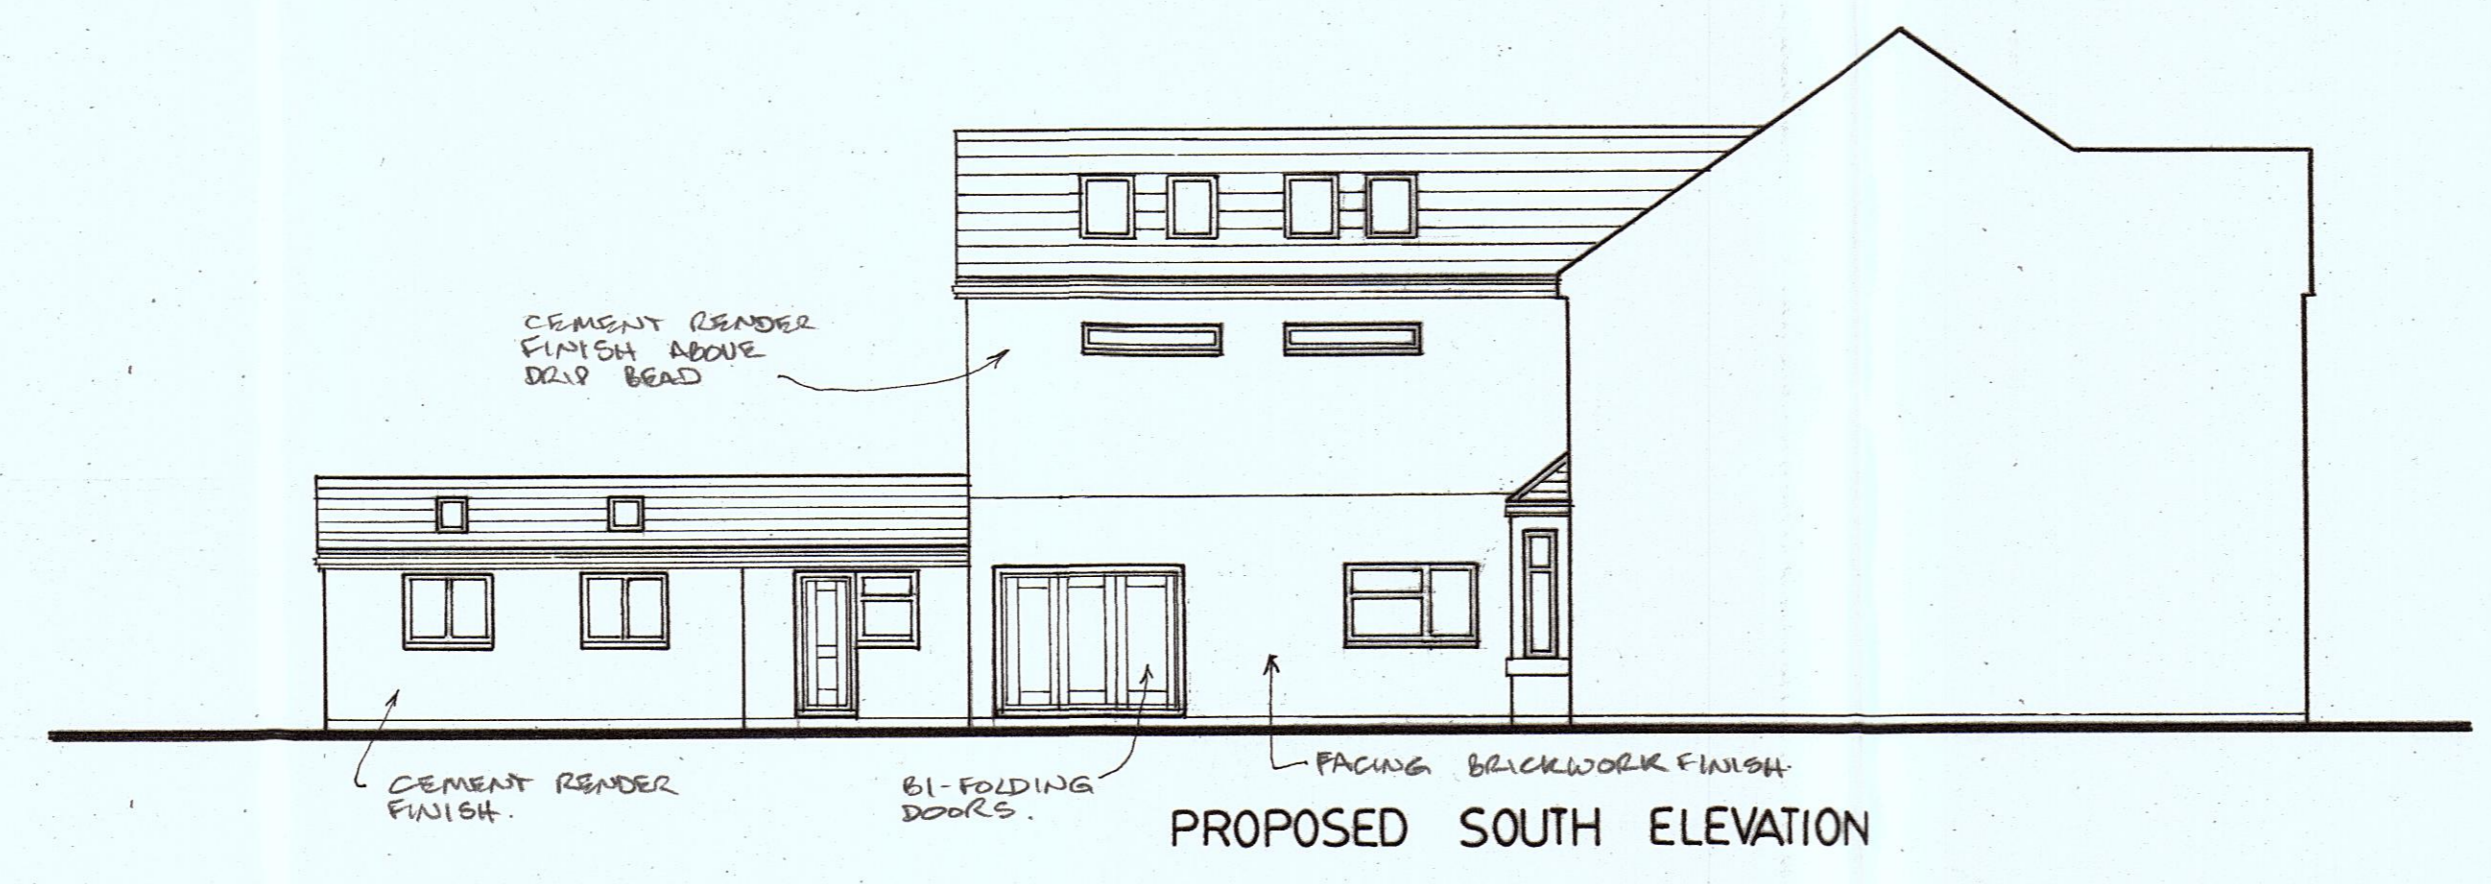 CEMENT RENDER
FINISH ABOVE
DRIP BEAD
CEMENT RENDER
FINISH.
BI-FOLDING
DOORS.
FACING BRICKWORK FINISH.
PROPOSED SOUTH ELEVATION